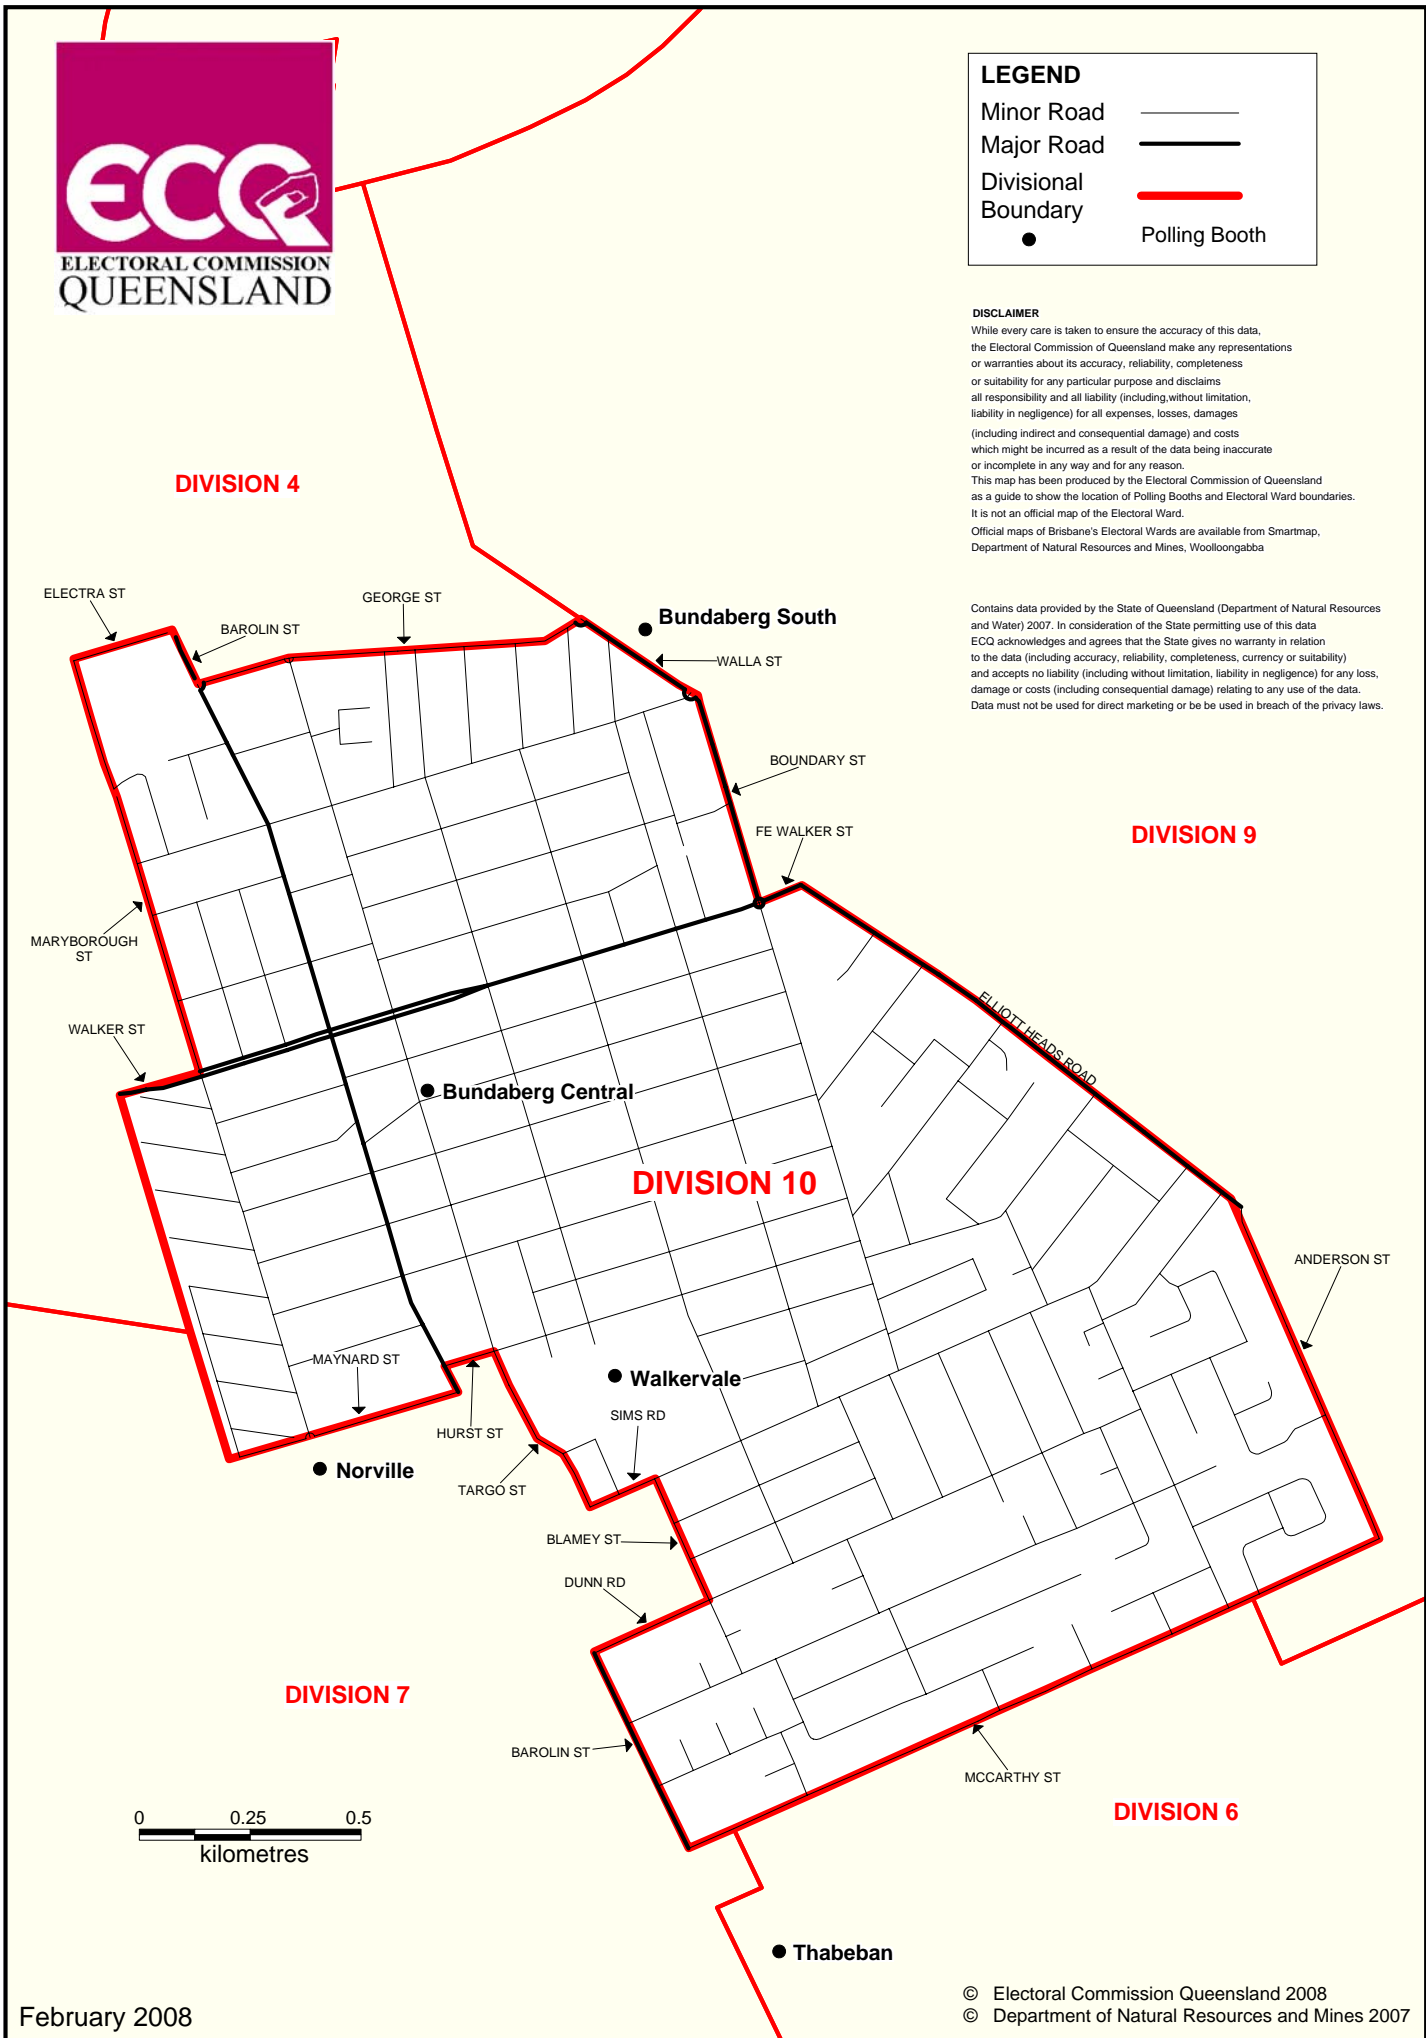 ECQ
ELECTORAL COMMISSION
QUEENSLAND
LEGEND
Minor Road
Major Road
Divisional
Boundary
Polling Booth
DISCLAIMER
While every care is taken to ensure the accuracy of this data,
the Electoral Commission of Queensland make any representations
or warranties about its accuracy, reliability, completeness
or suitability for any particular purpose and disclaims
all responsibility and all liability (including,without limitation,
liability in negligence) for all expenses, losses, damages
(including indirect and consequential damage) and costs
which might be incurred as a result of the data being inaccurate
or incomplete in any way and for any reason.
This map has been produced by the Electoral Commission of Queensland
as a guide to show the location of Polling Booths and Electoral Ward boundaries.
It is not an official map of the Electoral Ward.
Official maps of Brisbane's Electoral Wards are available from Smartmap,
Department of Natural Resources and Mines, Woolloongabba
Contains data provided by the State of Queensland (Department of Natural Resources
and Water) 2007. In consideration of the State permitting use of this data
ECQ acknowledges and agrees that the State gives no warranty in relation
to the data (including accuracy, reliability, completeness, currency or suitability)
and accepts no liability (including without limitation, liability in negligence) for any loss,
damage or costs (including consequential damage) relating to any use of the data.
Data must not be used for direct marketing or be be used in breach of the privacy laws.
DIVISION 4
ELECTRA ST
GEORGE ST
BAROLIN ST
Bundaberg South
WALLA ST
BOUNDARY ST
FE WALKER ST
DIVISION 9
MARYBOROUGH
ST
ELLIOTT HEADS ROAD
WALKER ST
Bundaberg Central
DIVISION 10
ANDERSON ST
MAYNARD ST
Walkervale
SIMS RD
HURST ST
Norville
TARGO ST
BLAMEY ST
DUNN RD
DIVISION 7
BAROLIN ST
MCCARTHY ST
DIVISION 6
0 0.25 0.5
kilometres
Thabeban
February 2008
© Electoral Commission Queensland 2008
© Department of Natural Resources and Mines 2007